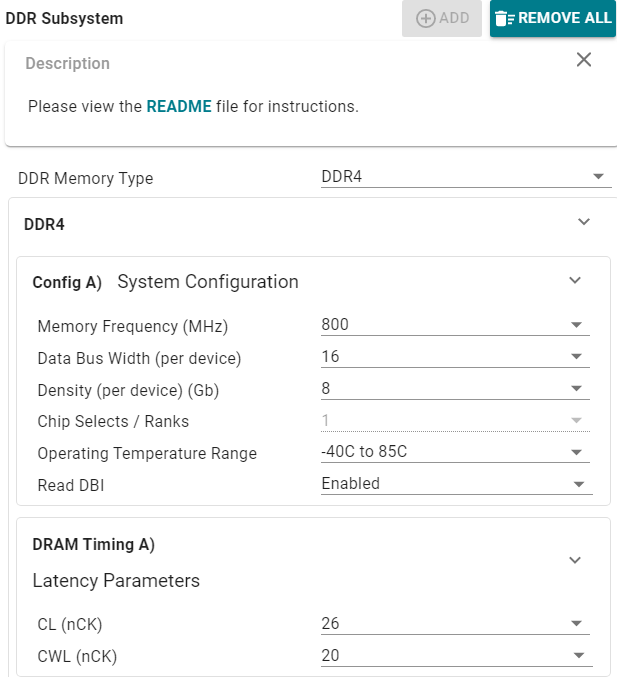 DDR Subsystem
ADD
REMOVE ALL
Description
Please view the README file for instructions.
DDR Memory Type DDR4
DDR4
Config A) System Configuration
Memory Frequency (MHz) 800
Data Bus Width (per device) 16
Density (per device) (Gb) 8
Chip Selects / Ranks 1
Operating Temperature Range -40C to 85C
Read DBI Enabled
DRAM Timing A)
Latency Parameters
CL (nCK) 26
CWL (nCK) 20